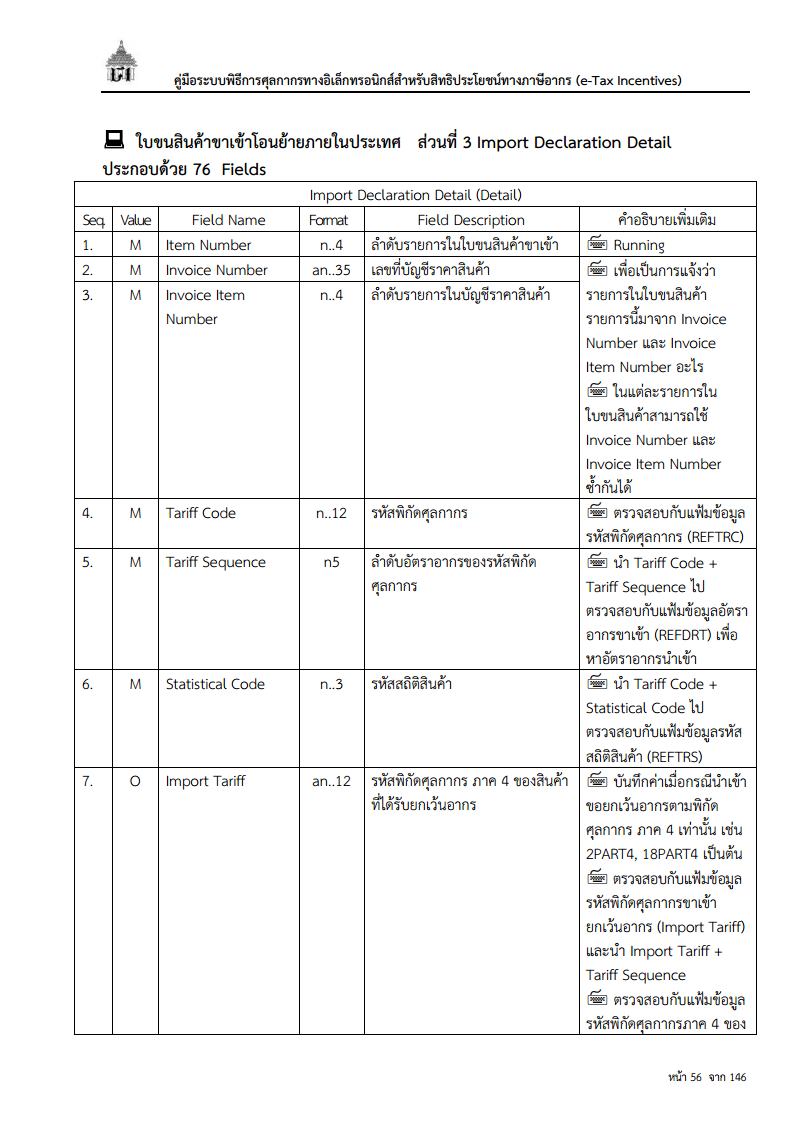 คู่มือระบบพิธีการศุลกากรทางอิเล็กทรอนิกส์สำหรับสิทธิประโยชน์ทางภาษีอากร (e-Tax Incentives)
ใบขนสินค้าขาเข้าโอนย้ายภายในประเทศ ส่วนที่ 3 Import Declaration Detail
ประกอบด้วย 76 Fields
Import Declaration Detail (Detail)
Seq. Value Field Name Format Field Description คำอธิบายเพิ่มเติม
1. M Item Number n..4 ลำดับรายการในใบขนสินค้าขาเข้า Running
2. M Invoice Number an..35 เลขที่บัญชีราคาสินค้า เพื่อเป็นการแจ้งว่า
3. M Invoice Item n..4 ลำดับรายการในบัญชีราคาสินค้า รายการในใบขนสินค้า
Number รายการนี้มาจาก Invoice
Number และ Invoice
Item Number อะไร
ในแต่ละรายการใน
ใบขนสินค้าสามารถใช้
Invoice Number และ
Invoice Item Number
ซ้ำกันได้
4. M Tariff Code n..12 รหัสพิกัดศุลกากร ตรวจสอบกับแฟ้มข้อมูล
รหัสพิกัดศุลกากร (REFTRC)
5. M Tariff Sequence n5 ลำดับอัตราอากรของรหัสพิกัด นำ Tariff Code +
ศุลกากร Tariff Sequence ไป
ตรวจสอบกับแฟ้มข้อมูลอัตรา
อากรขาเข้า (REFDRT) เพื่อ
หาอัตราอากรนำเข้า
6. M Statistical Code n..3 รหัสสถิติสินค้า นำ Tariff Code +
Statistical Code ไป
ตรวจสอบกับแฟ้มข้อมูลรหัส
สถิติสินค้า (REFTRS)
7. O Import Tariff an..12 รหัสพิกัดศุลกากร ภาค 4 ของสินค้า บันทึกค่าเมื่อกรณีนำเข้า
ที่ได้รับยกเว้นอากร ขอยกเว้นอากรตามพิกัด
ศุลกากร ภาค 4 เท่านั้น เช่น
2PART4, 18PART4 เป็นต้น
ตรวจสอบกับแฟ้มข้อมูล
รหัสพิกัดศุลกากรขาเข้า
ยกเว้นอากร (Import Tariff)
และนำ Import Tariff +
Tariff Sequence
ตรวจสอบกับแฟ้มข้อมูล
รหัสพิกัดศุลกากรภาค 4 ของ
หน้า 56 จาก 146